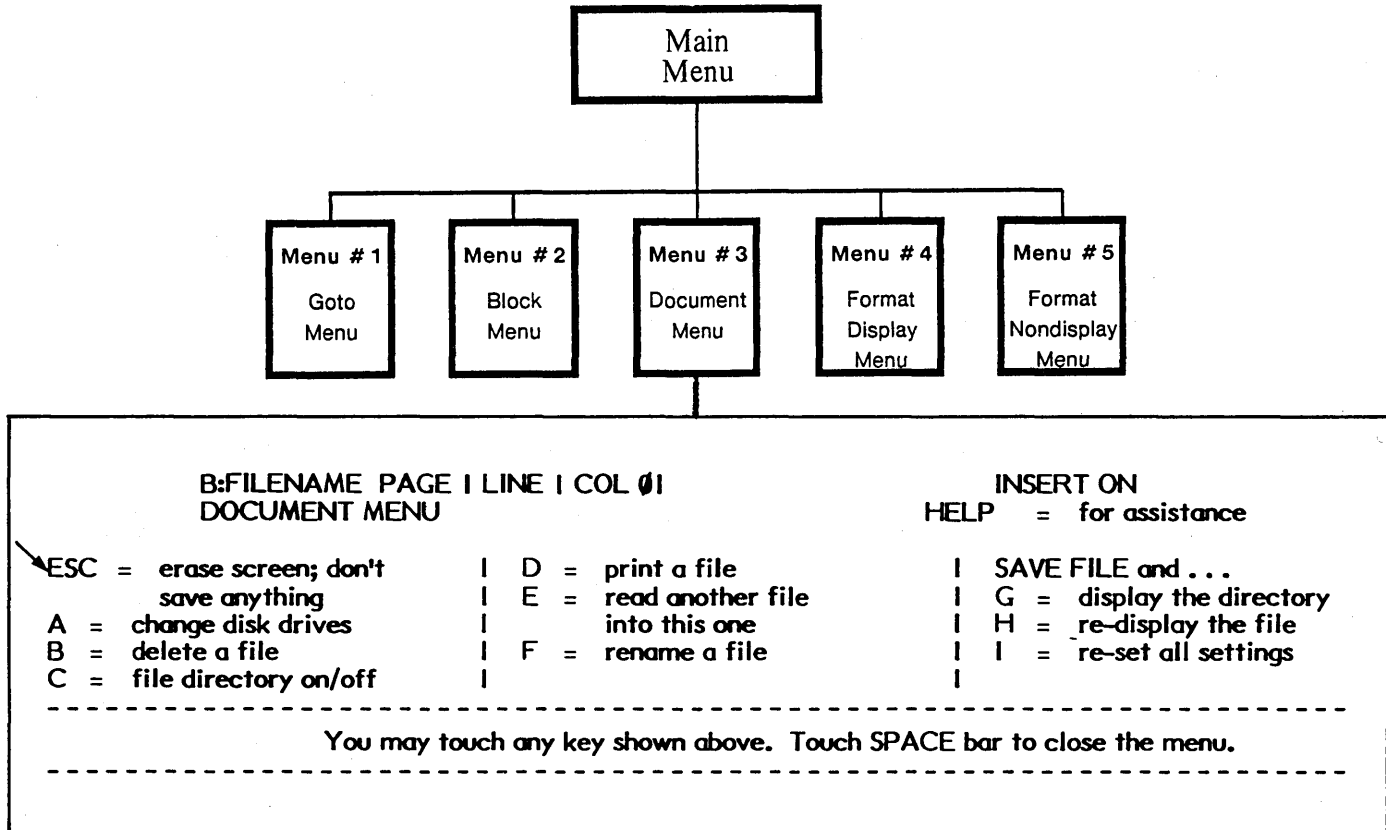 Main
Menu
Menu # 1
Goto
Menu
Menu # 2
Block
Menu
Menu # 3
Document
Menu
Menu # 4
Format
Display
Menu
Menu # 5
Format
Nondisplay
Menu
B:FILENAME PAGE 1 LINE 1 COL 01 INSERT ON
DOCUMENT MENU HELP = for assistance
ESC = erase screen; don't | D = print a file | SAVE FILE and . . .
save anything | E = read another file | G = display the directory
A = change disk drives | into this one | H = re-display the file
B = delete a file | F = rename a file | I = re-set all settings
C = file directory on/off | |
You may touch any key shown above. Touch SPACE bar to close the menu.